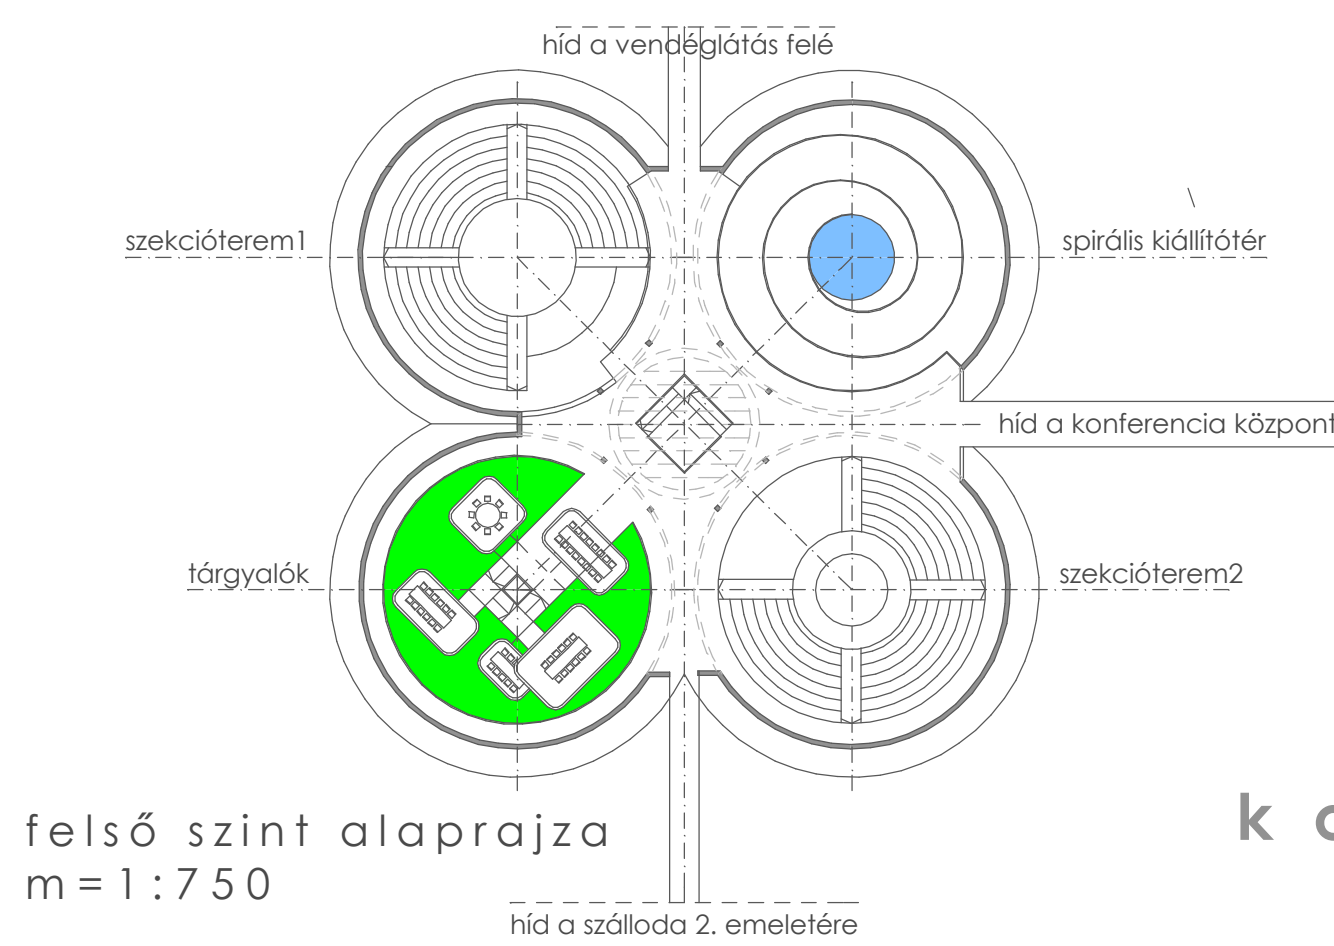 híd a vendéglátás felé
szekcióterem1
spirális kiállítótér
híd a konferencia központ
tárgyalók
szekcióterem2
felső szint alaprajza
m=1:750
k
híd a szálloda 2. emeletére